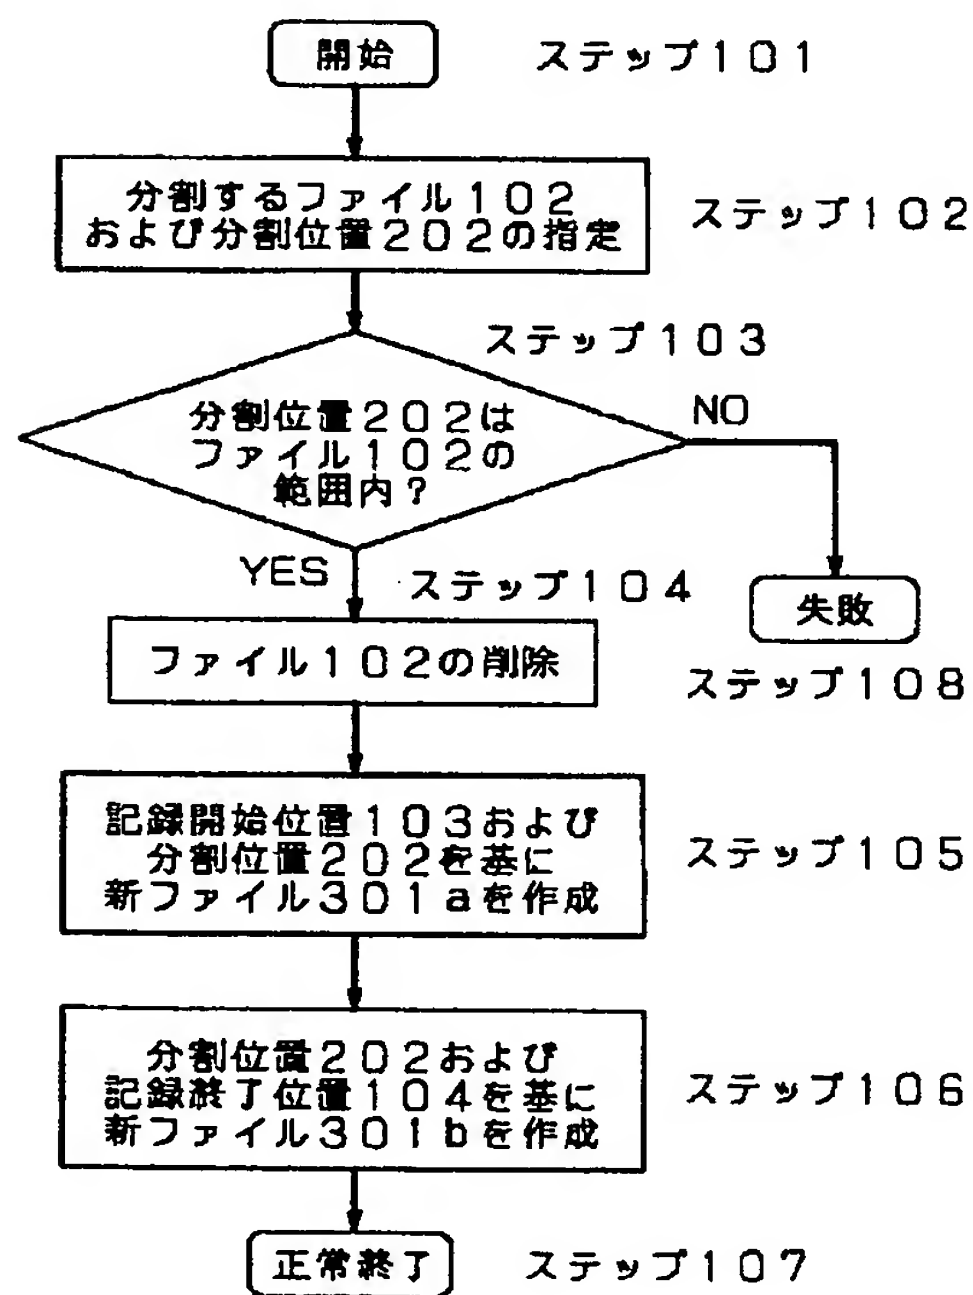 開始
ステップ101
分割するファイル102
および分割位置202の指定
ステップ102
ステップ103
分割位置202は
ファイル102の
範囲内?
NO
YES
ステップ104
失敗
ファイル102の削除
ステップ108
記録開始位置103および
分割位置202を基に
新ファイル301aを作成
ステップ105
分割位置202および
記録終了位置104を基に
新ファイル301bを作成
ステップ106
正常終了
ステップ107